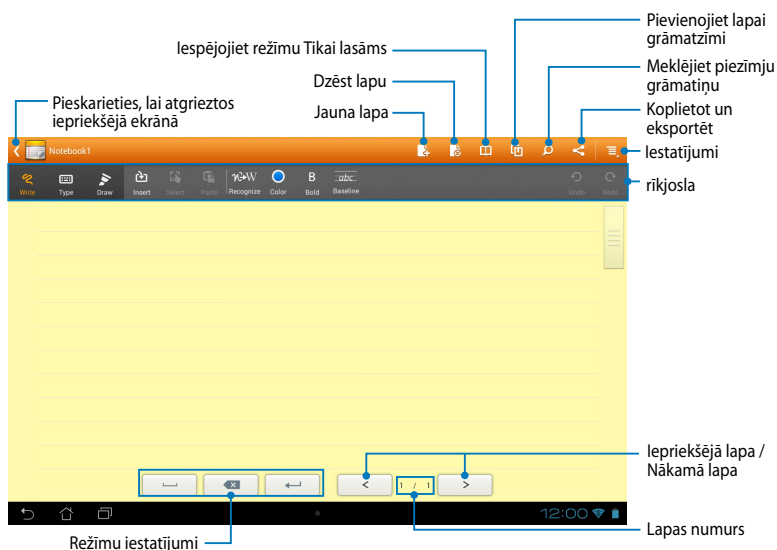 Pievienojiet lapai
grāmatzīmi
Iespējojiet režīmu Tikai lasāms
Meklējiet piezīmju
grāmatiņu
Dzēst lapu
Koplietot un
eksportēt
Pieskarieties, lai atgrieztos
iepriekšējā ekrānā
Jauna lapa
Notebook1
Iestatījumi
Write Type Draw Insert Select Paste Recognize Color Bold Baseline Undo Redo
abc
B
rīkjosla
Iepriekšējā lapa /
Nākamā lapa
< 1 / 1 >
12:00
Lapas numurs
Režīmu iestatījumi